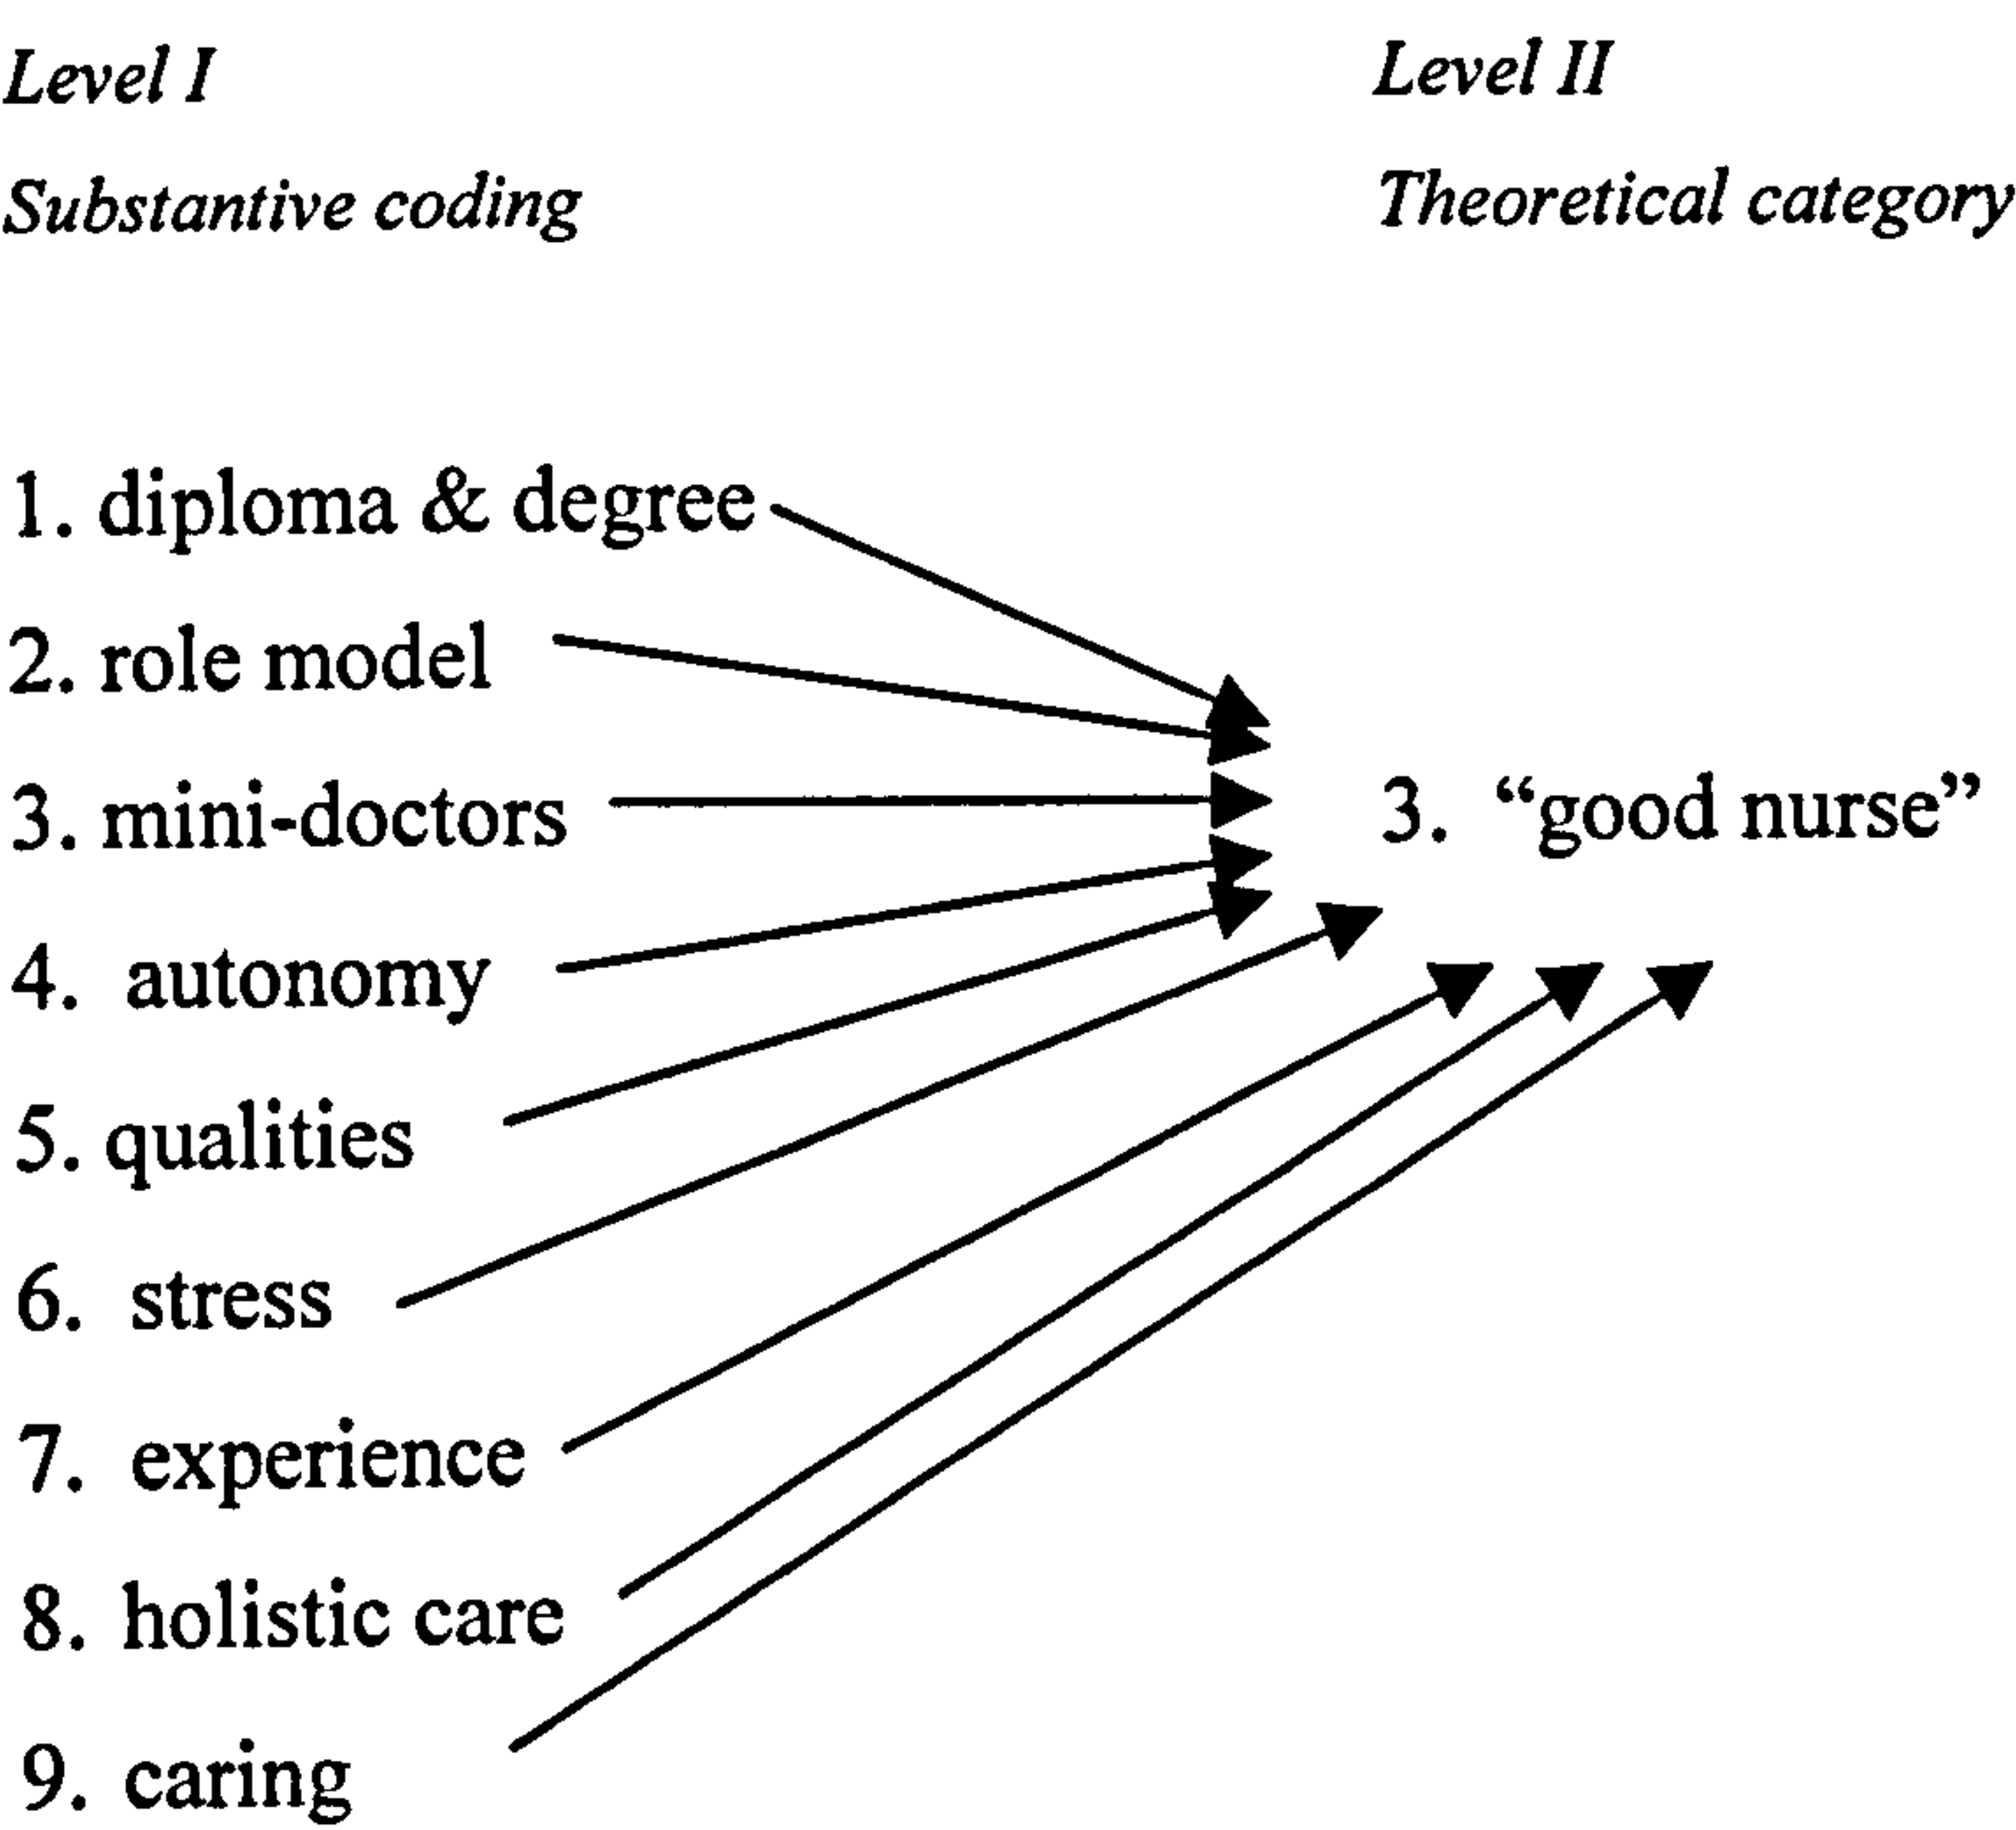 Level I
Level II
Substantive coding
Theoretical category
1. diploma & degree
2. role model
3. mini-doctors
3. “good nurse”
4. autonomy
5. qualities
6. stress
7. experience
8. holistic care
9. caring